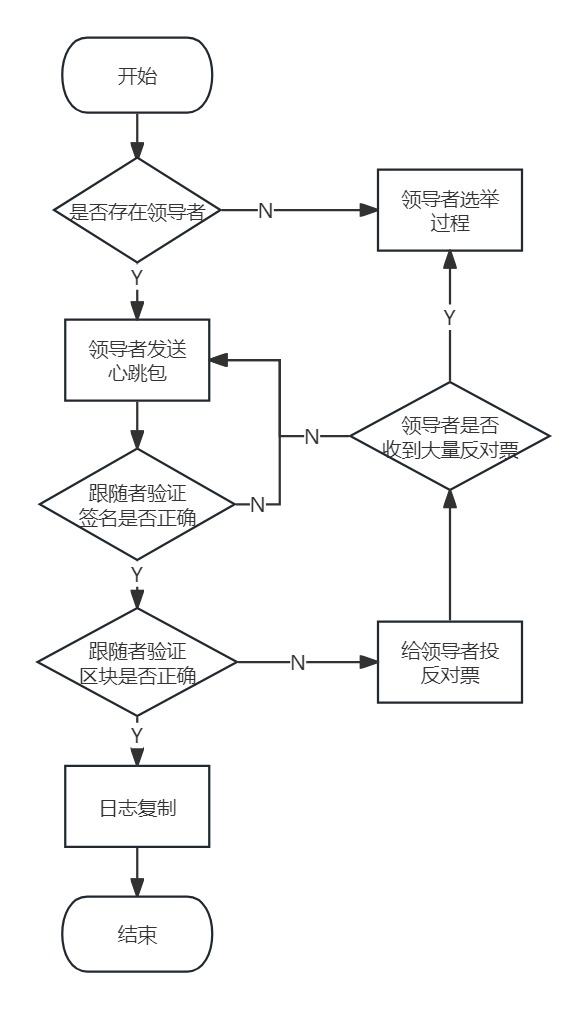 开始
是否存在领导者
N
领导者选举
过程
Y
领导者发送
心跳包
Y
领导者是否
收到大量反对票
N
跟随者验证
签名是否正确
N
Y
跟随者验证
区块是否正确
N
给领导者投
反对票
Y
日志复制
结束